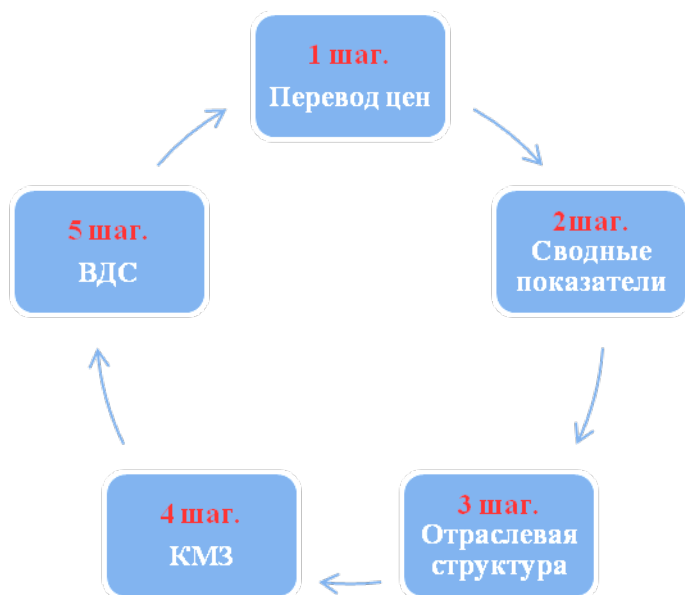 1 шаг.
Перевод цен
2шаг.
Сводные
показатели
3 шаг.
Отраслевая
структура
4 шаг.
КМЗ
5 шаг.
ВДС